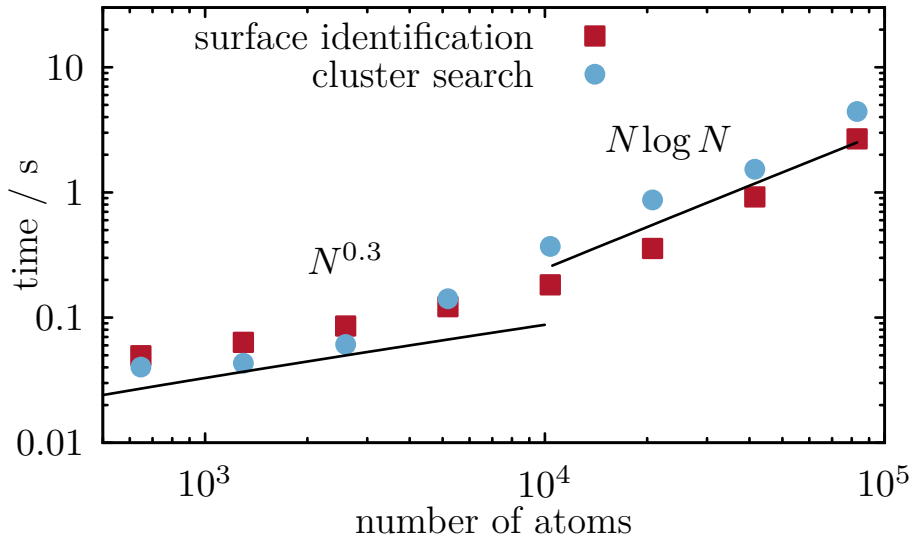 surface identification
cluster search
10
1
0.1
0.01
time / s
N log N
N^0.3
10^3
10^4
10^5
number of atoms